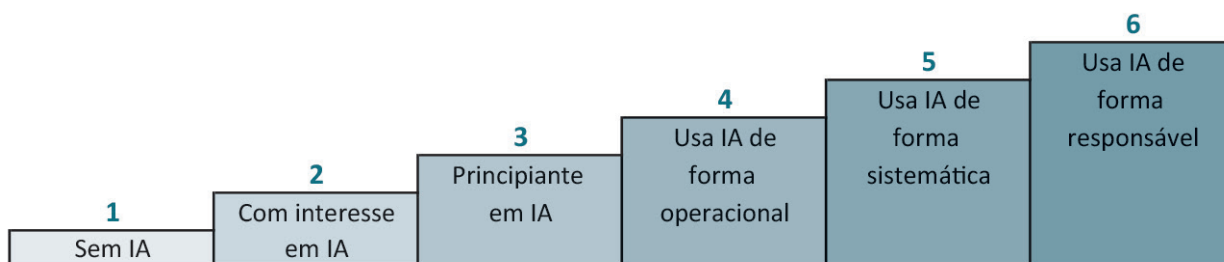 1
Sem IA
2
Com interesse
em IA
3
Principiante
em IA
4
Usa IA de
forma
operacional
5
Usa IA de
forma
sistemática
6
Usa IA de
forma
responsável